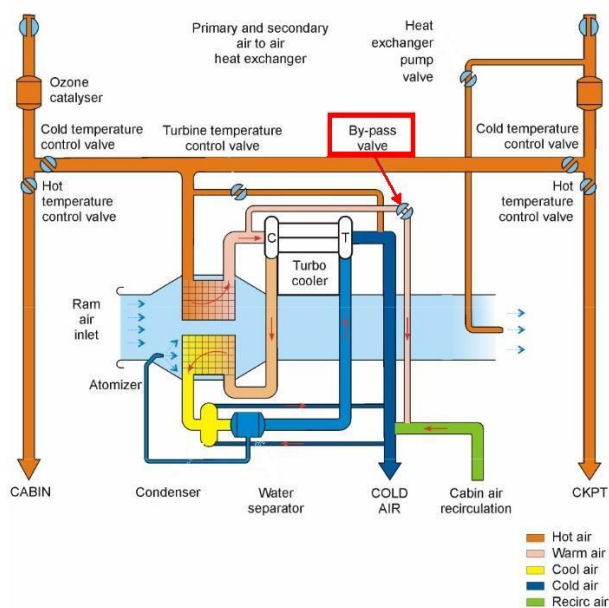 Primary and secondary
air to air
heat exchanger
Heat
exchanger
pump
valve
Ozone
catalyser
Cold temperature
control valve
Turbine temperature
control valve
By-pass
valve
Cold temperature
control valve
Hot
temperature
control valve
Hot
temperature
control valve
C
T
Turbo
cooler
Ram
air
inlet
Atomizer
CABIN
Condenser
Water
separator
COLD
AIR
Cabin air
recirculation
CKPT
Hot air
Warm air
Cool air
Cold air
Recirc air